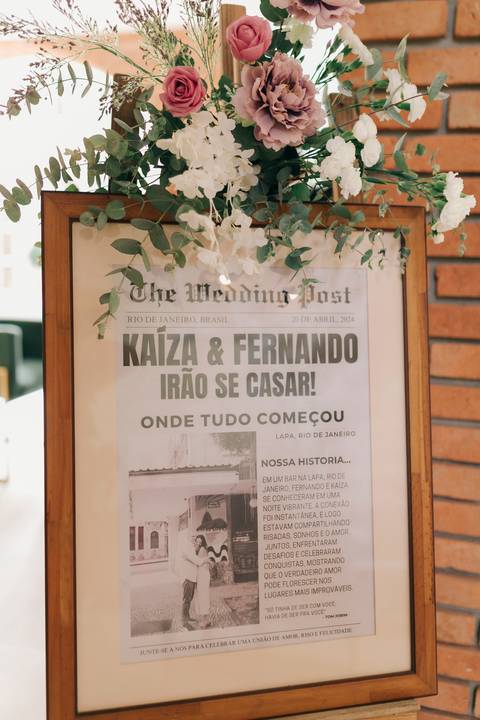 The Wedding Post
RIO DE JANEIRO, BRASIL 21 DE ABRIL, 2024
KAÍZA & FERNANDO
IRÃO SE CASAR!
ONDE TUDO COMEÇOU
LAPA, RIO DE JANEIRO
NOSSA HISTORIA...
EM UM BAR NA LAPA, RIO DE
JANEIRO, FERNANDO E KAÍZA
SE CONHECERAM EM UMA
NOITE VIBRANTE. A CONEXÃO
FOI INSTANTÂNEA, E LOGO
ESTAVAM COMPARTILHANDO
RISADAS, SONHOS E O AMOR.
JUNTOS, ENFRENTARAM
DESAFIOS E CELEBRARAM
CONQUISTAS, MOSTRANDO
QUE O VERDADEIRO AMOR
PODE FLORESCER NOS
LUGARES MAIS IMPROVÁVEIS.
"SÓ TINHA DE SER COM VOCÊ,
HAVIA DE SER PRA VOCÊ"
- TOM JOBIM
JUNTE-SE A NÓS PARA CELEBRAR UMA UNIÃO DE AMOR, RISO E FELICIDADE